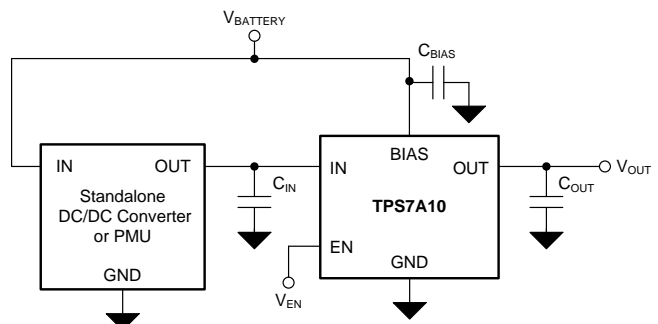 VBATTERY
CBIAS
IN
OUT
Standalone
DC/DC Converter
or PMU
GND
CIN
IN
BIAS
OUT
TPS7A10
EN
GND
VEN
COUT
VOUT